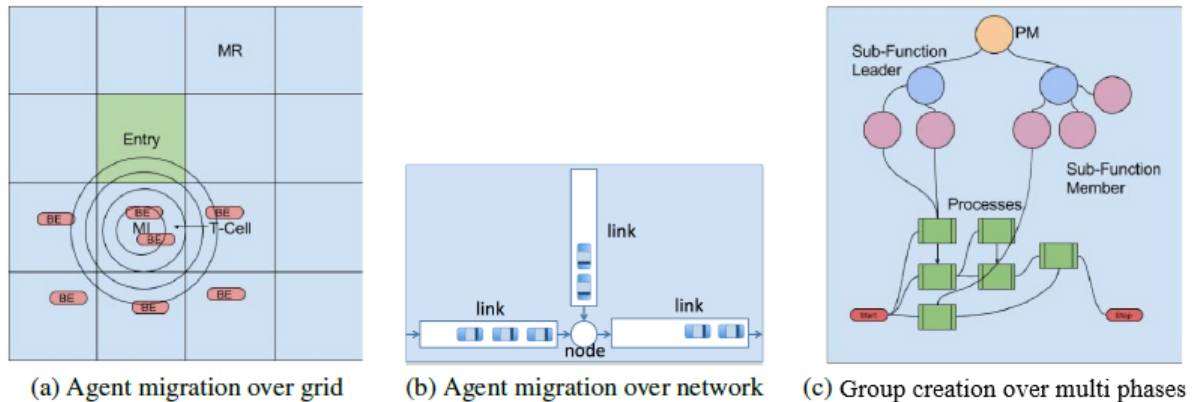 MR
Entry
BE
BE
BE
MI
T-Cell
BE
BE
BE
BE
(a) Agent migration over grid
link
link
link
node
(b) Agent migration over network
PM
Sub-Function
Leader
Sub-Function
Member
Processes
Start
Stop
(c) Group creation over multi phases